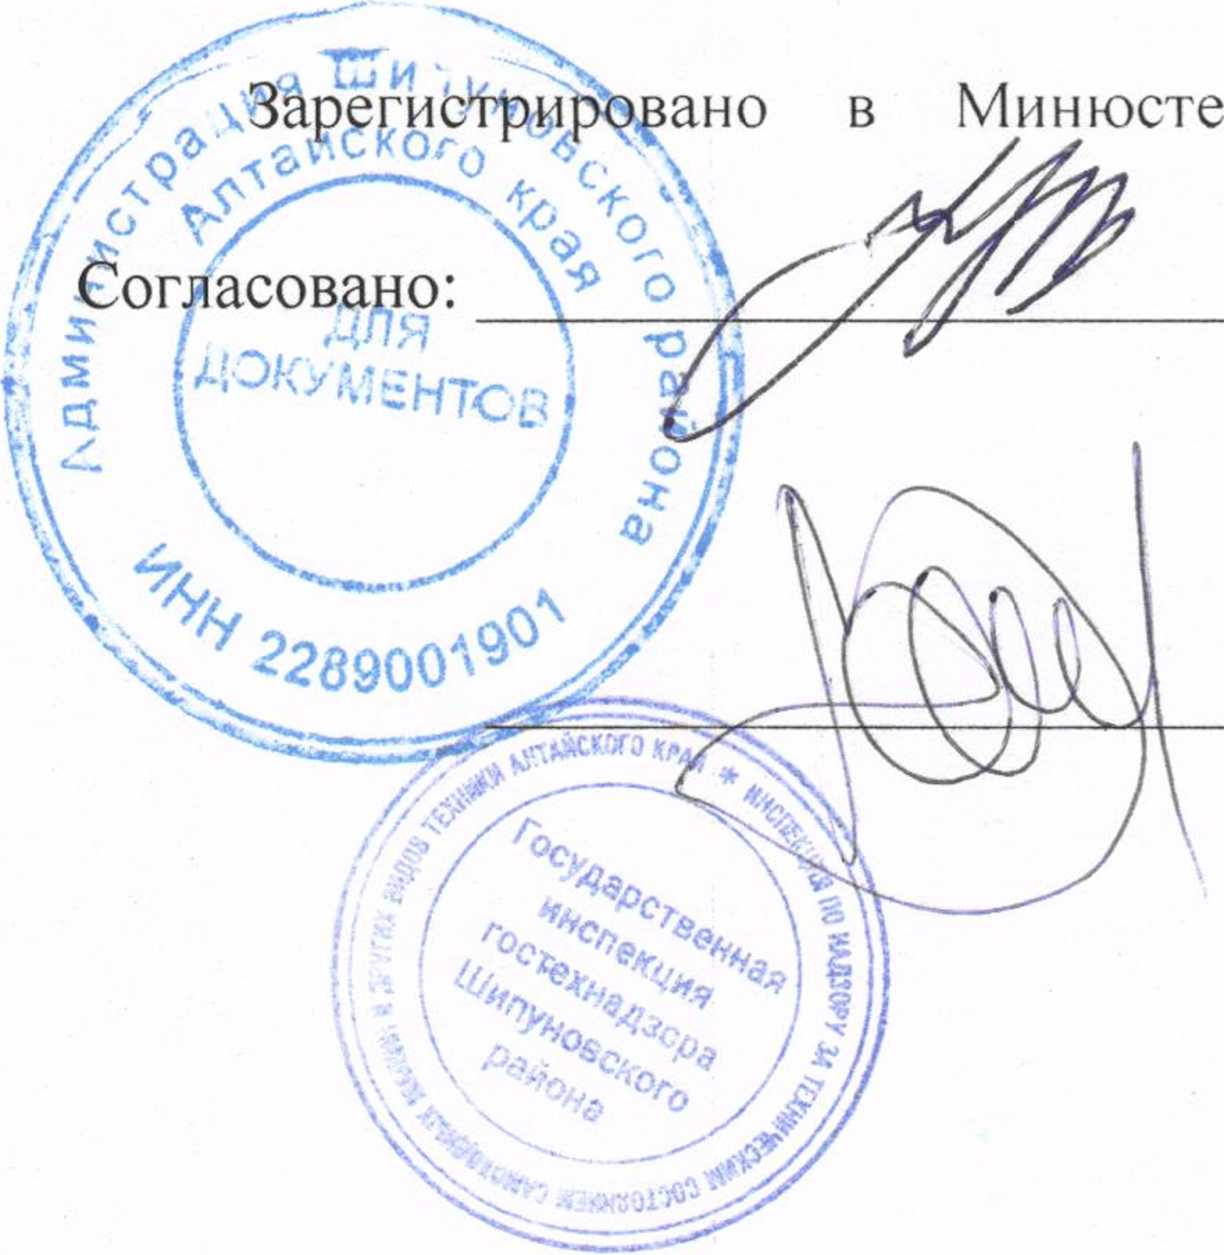 Зарегистрировано в Минюсте
Согласовано:
Администрация Шипуновского района
Алтайского края
ДЛЯ
ДОКУМЕНТОВ
ИНН 2289001901
ИНСПЕКЦИЯ ПО НАДЗОРУ ЗА ТЕХНИЧЕСКИМ СОСТОЯНИЕМ САМОХОДНЫХ МАШИН И ДРУГИХ ВИДОВ ТЕХНИКИ АЛТАЙСКОГО КРАЯ *
Государственная
инспекция
гостехнадзора
Шипуновского
района